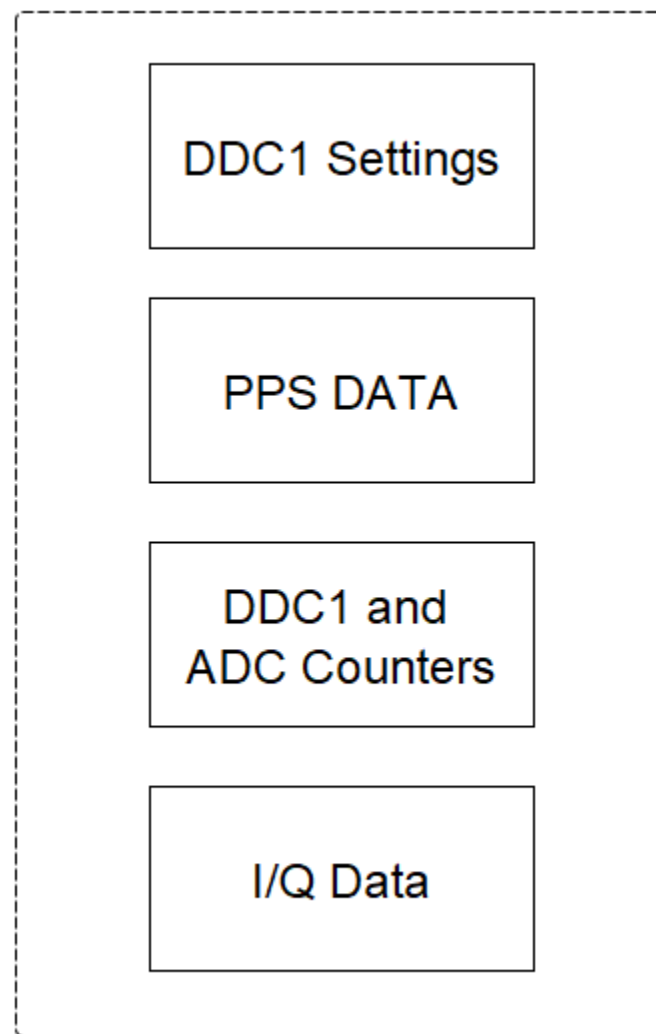 DDC1 Settings
PPS DATA
DDC1 and
ADC Counters
I/Q Data